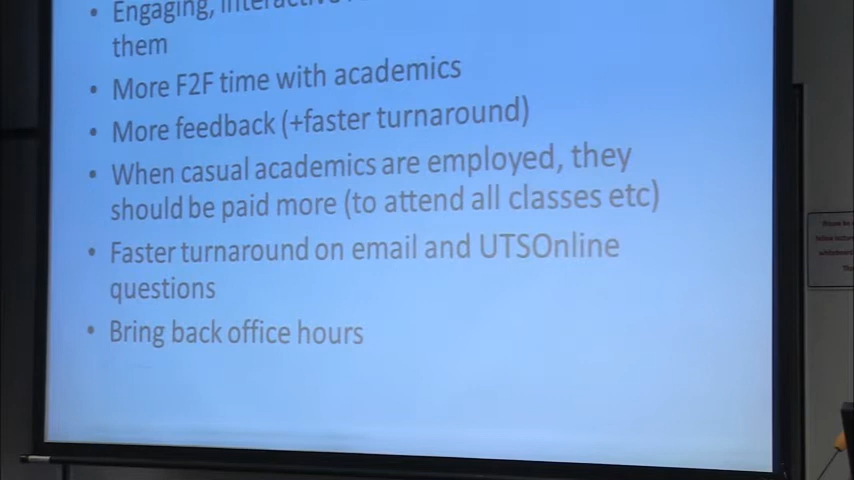 • Engaging, interactive
them
• More F2F time with academics
• More feedback (+faster turnaround)
• When casual academics are employed, they
should be paid more (to attend all classes etc)
• Faster turnaround on email and UTSOnline
questions
• Bring back office hours